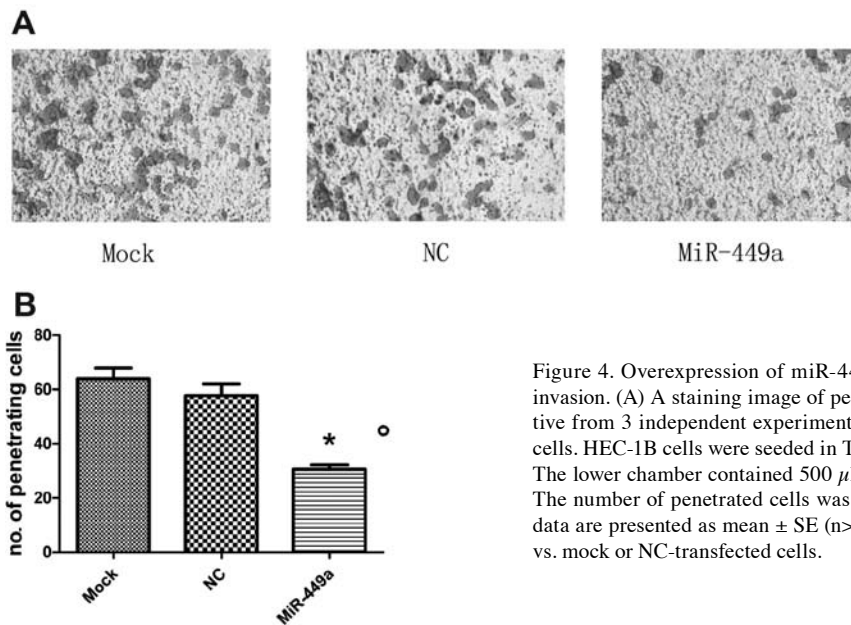 A
Mock
NC
MiR-449a
B
no. of penetrating cells
80
60
40
20
0
*
Mock
NC
MiR-449a
Figure 4. Overexpression of miR-44
invasion. (A) A staining image of pe
tive from 3 independent experiment
cells. HEC-1B cells were seeded in T
The lower chamber contained 500 μ
The number of penetrated cells was
data are presented as mean ± SE (n>
vs. mock or NC-transfected cells.